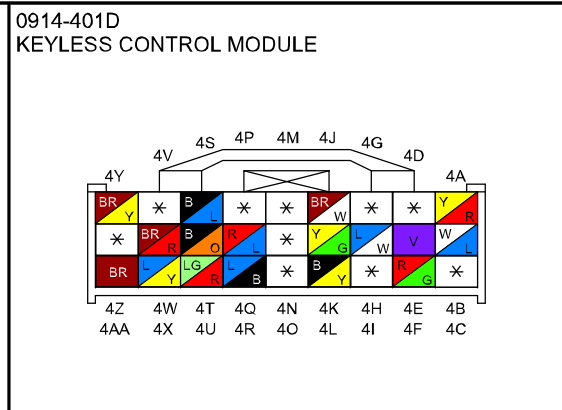 0914-401D
KEYLESS CONTROL MODULE
4Y 4V 4S 4P 4M 4J 4G 4D 4A
BR Y * B L * * BR W * * Y R
* BR R B O R L * Y G L W V W L
BR L Y LG R L B * B Y * R G *
4Z 4W 4T 4Q 4N 4K 4H 4E 4B
4AA 4X 4U 4R 4O 4L 4I 4F 4C